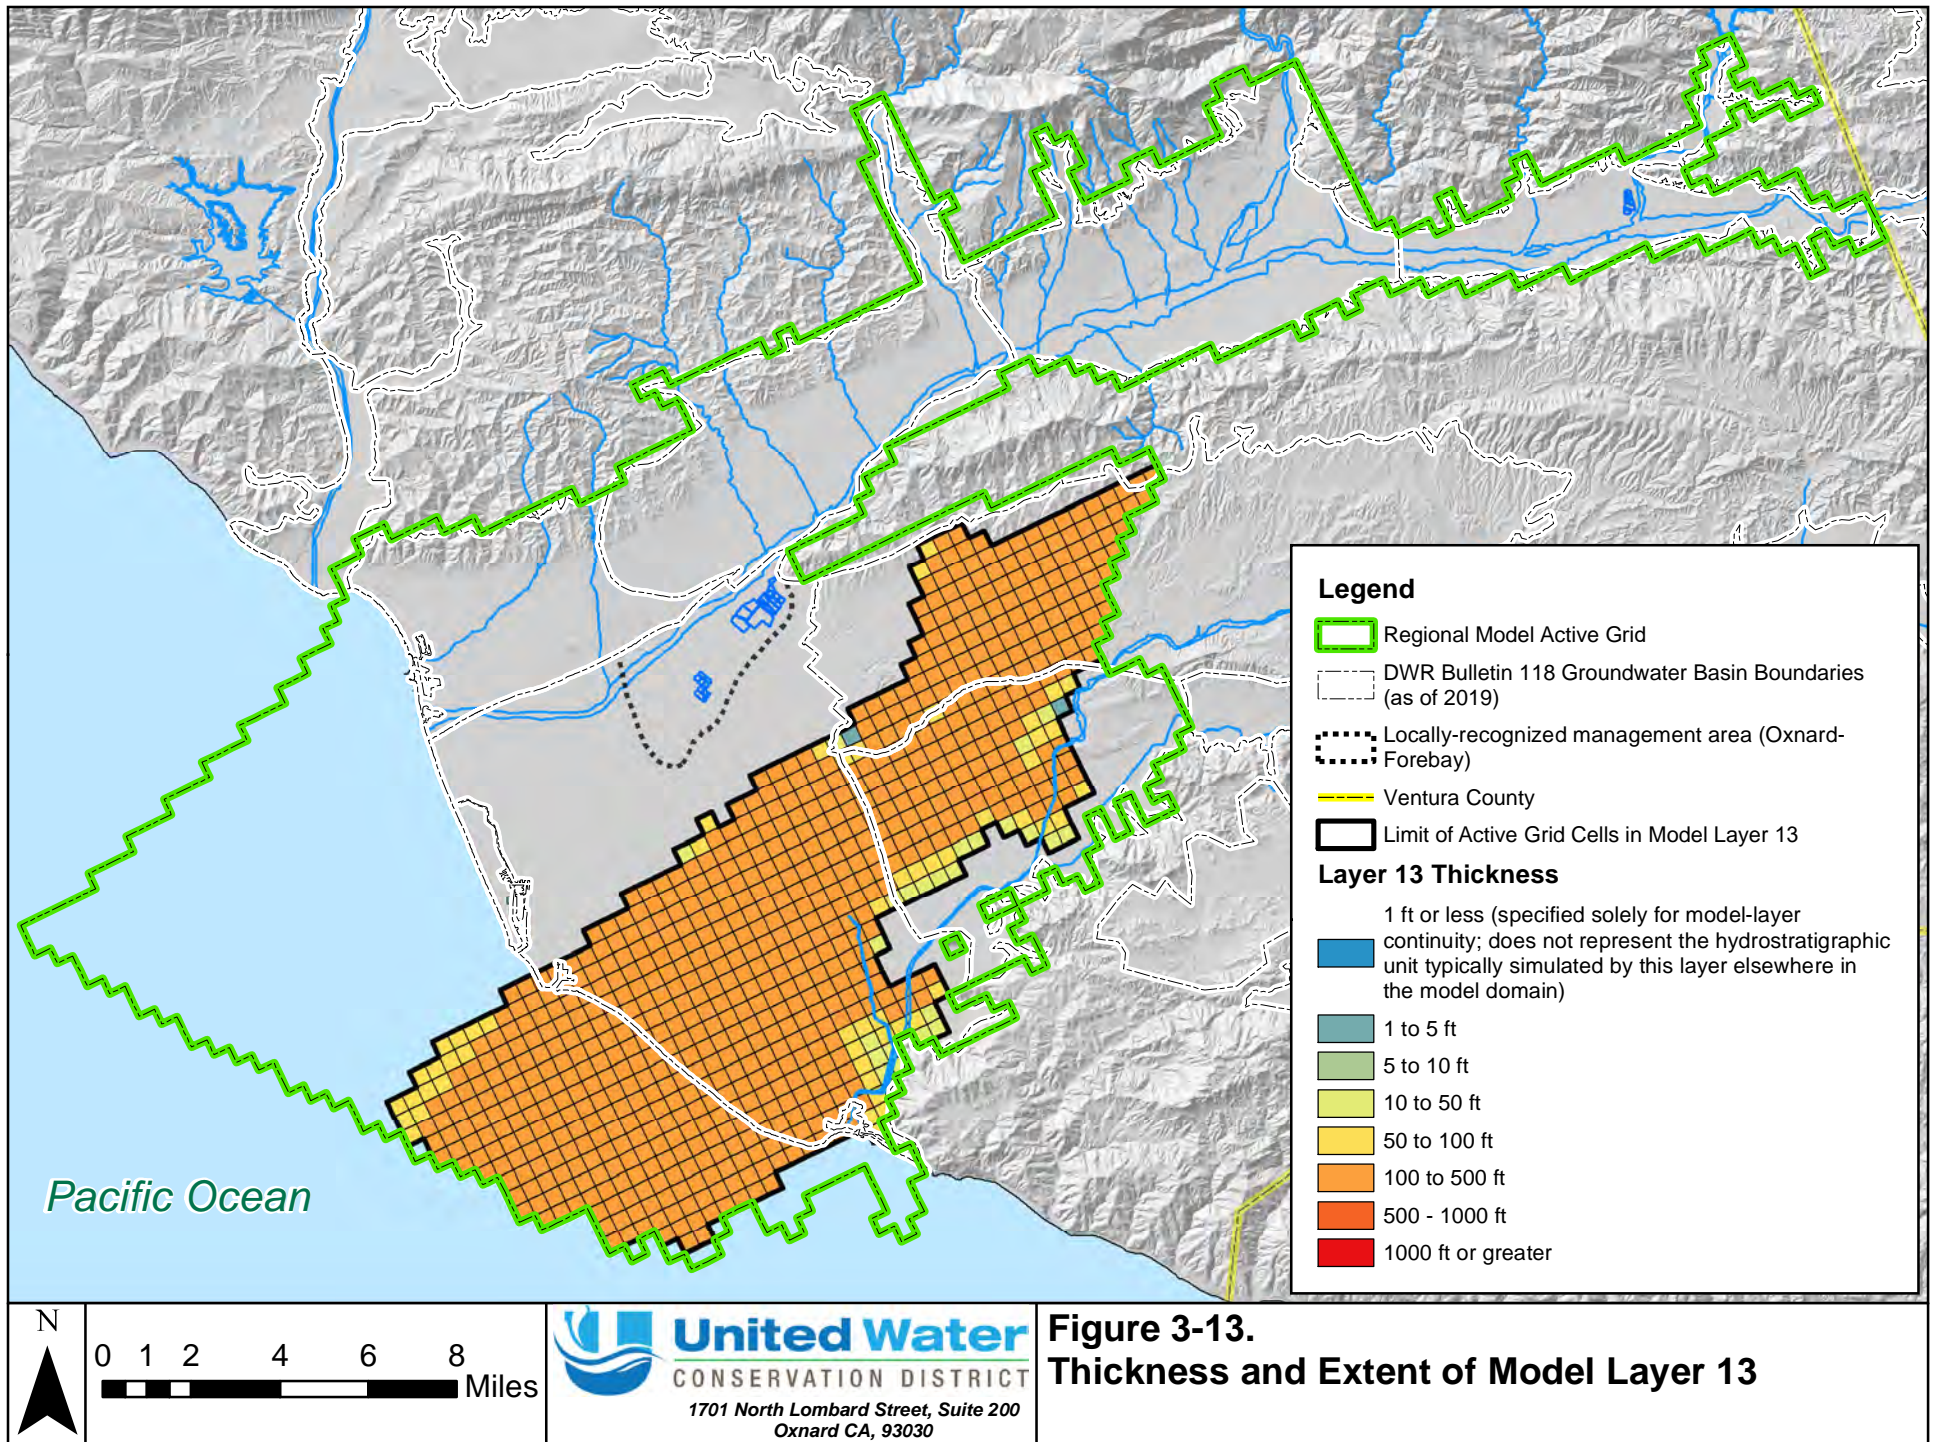 Legend
Regional Model Active Grid
DWR Bulletin 118 Groundwater Basin Boundaries
(as of 2019)
Locally-recognized management area (Oxnard-
Forebay)
Ventura County
Limit of Active Grid Cells in Model Layer 13
Layer 13 Thickness
1 ft or less (specified solely for model-layer
continuity; does not represent the hydrostratigraphic
unit typically simulated by this layer elsewhere in
the model domain)
1 to 5 ft
5 to 10 ft
10 to 50 ft
50 to 100 ft
100 to 500 ft
500 - 1000 ft
1000 ft or greater
Pacific Ocean
N
0 1 2 4 6 8
Miles
United Water
CONSERVATION DISTRICT
1701 North Lombard Street, Suite 200
Oxnard CA, 93030
Figure 3-13.
Thickness and Extent of Model Layer 13